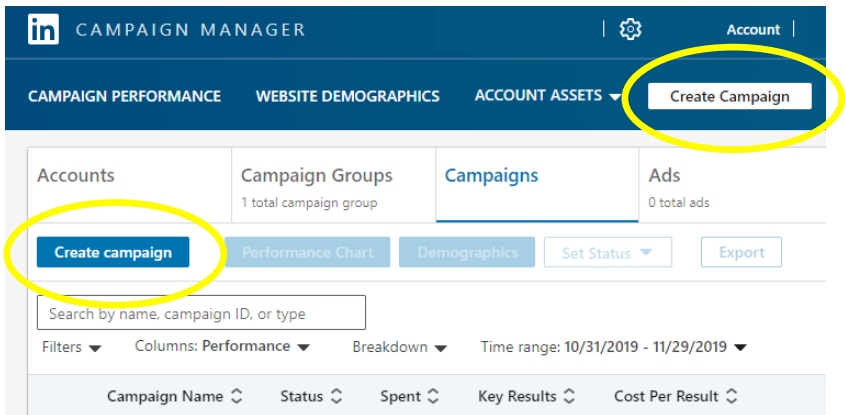 in CAMPAIGN MANAGER | Account |
CAMPAIGN PERFORMANCE WEBSITE DEMOGRAPHICS ACCOUNT ASSETS Create Campaign
Accounts Campaign Groups Campaigns Ads
1 total campaign group 0 total ads
Create campaign Performance Chart Demographics Set Status Export
Search by name, campaign ID, or type
Filters Columns: Performance Breakdown Time range: 10/31/2019 - 11/29/2019
Campaign Name Status Spent Key Results Cost Per Result